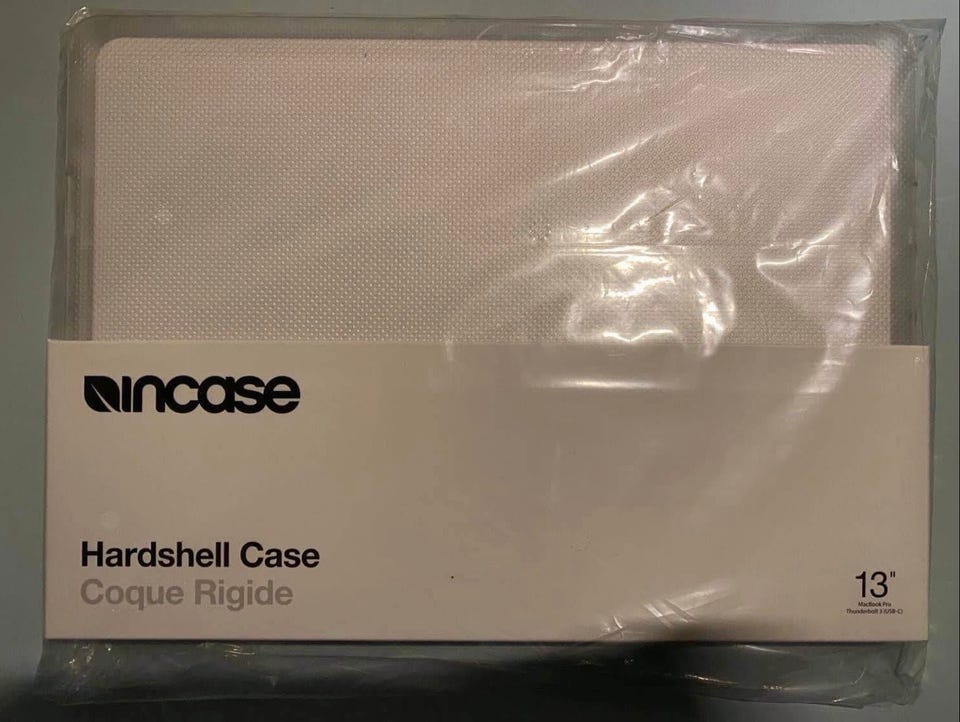 incase
Hardshell Case
Coque Rigide
13"
MacBook Pro
Thunderbolt 3 (USB-C)